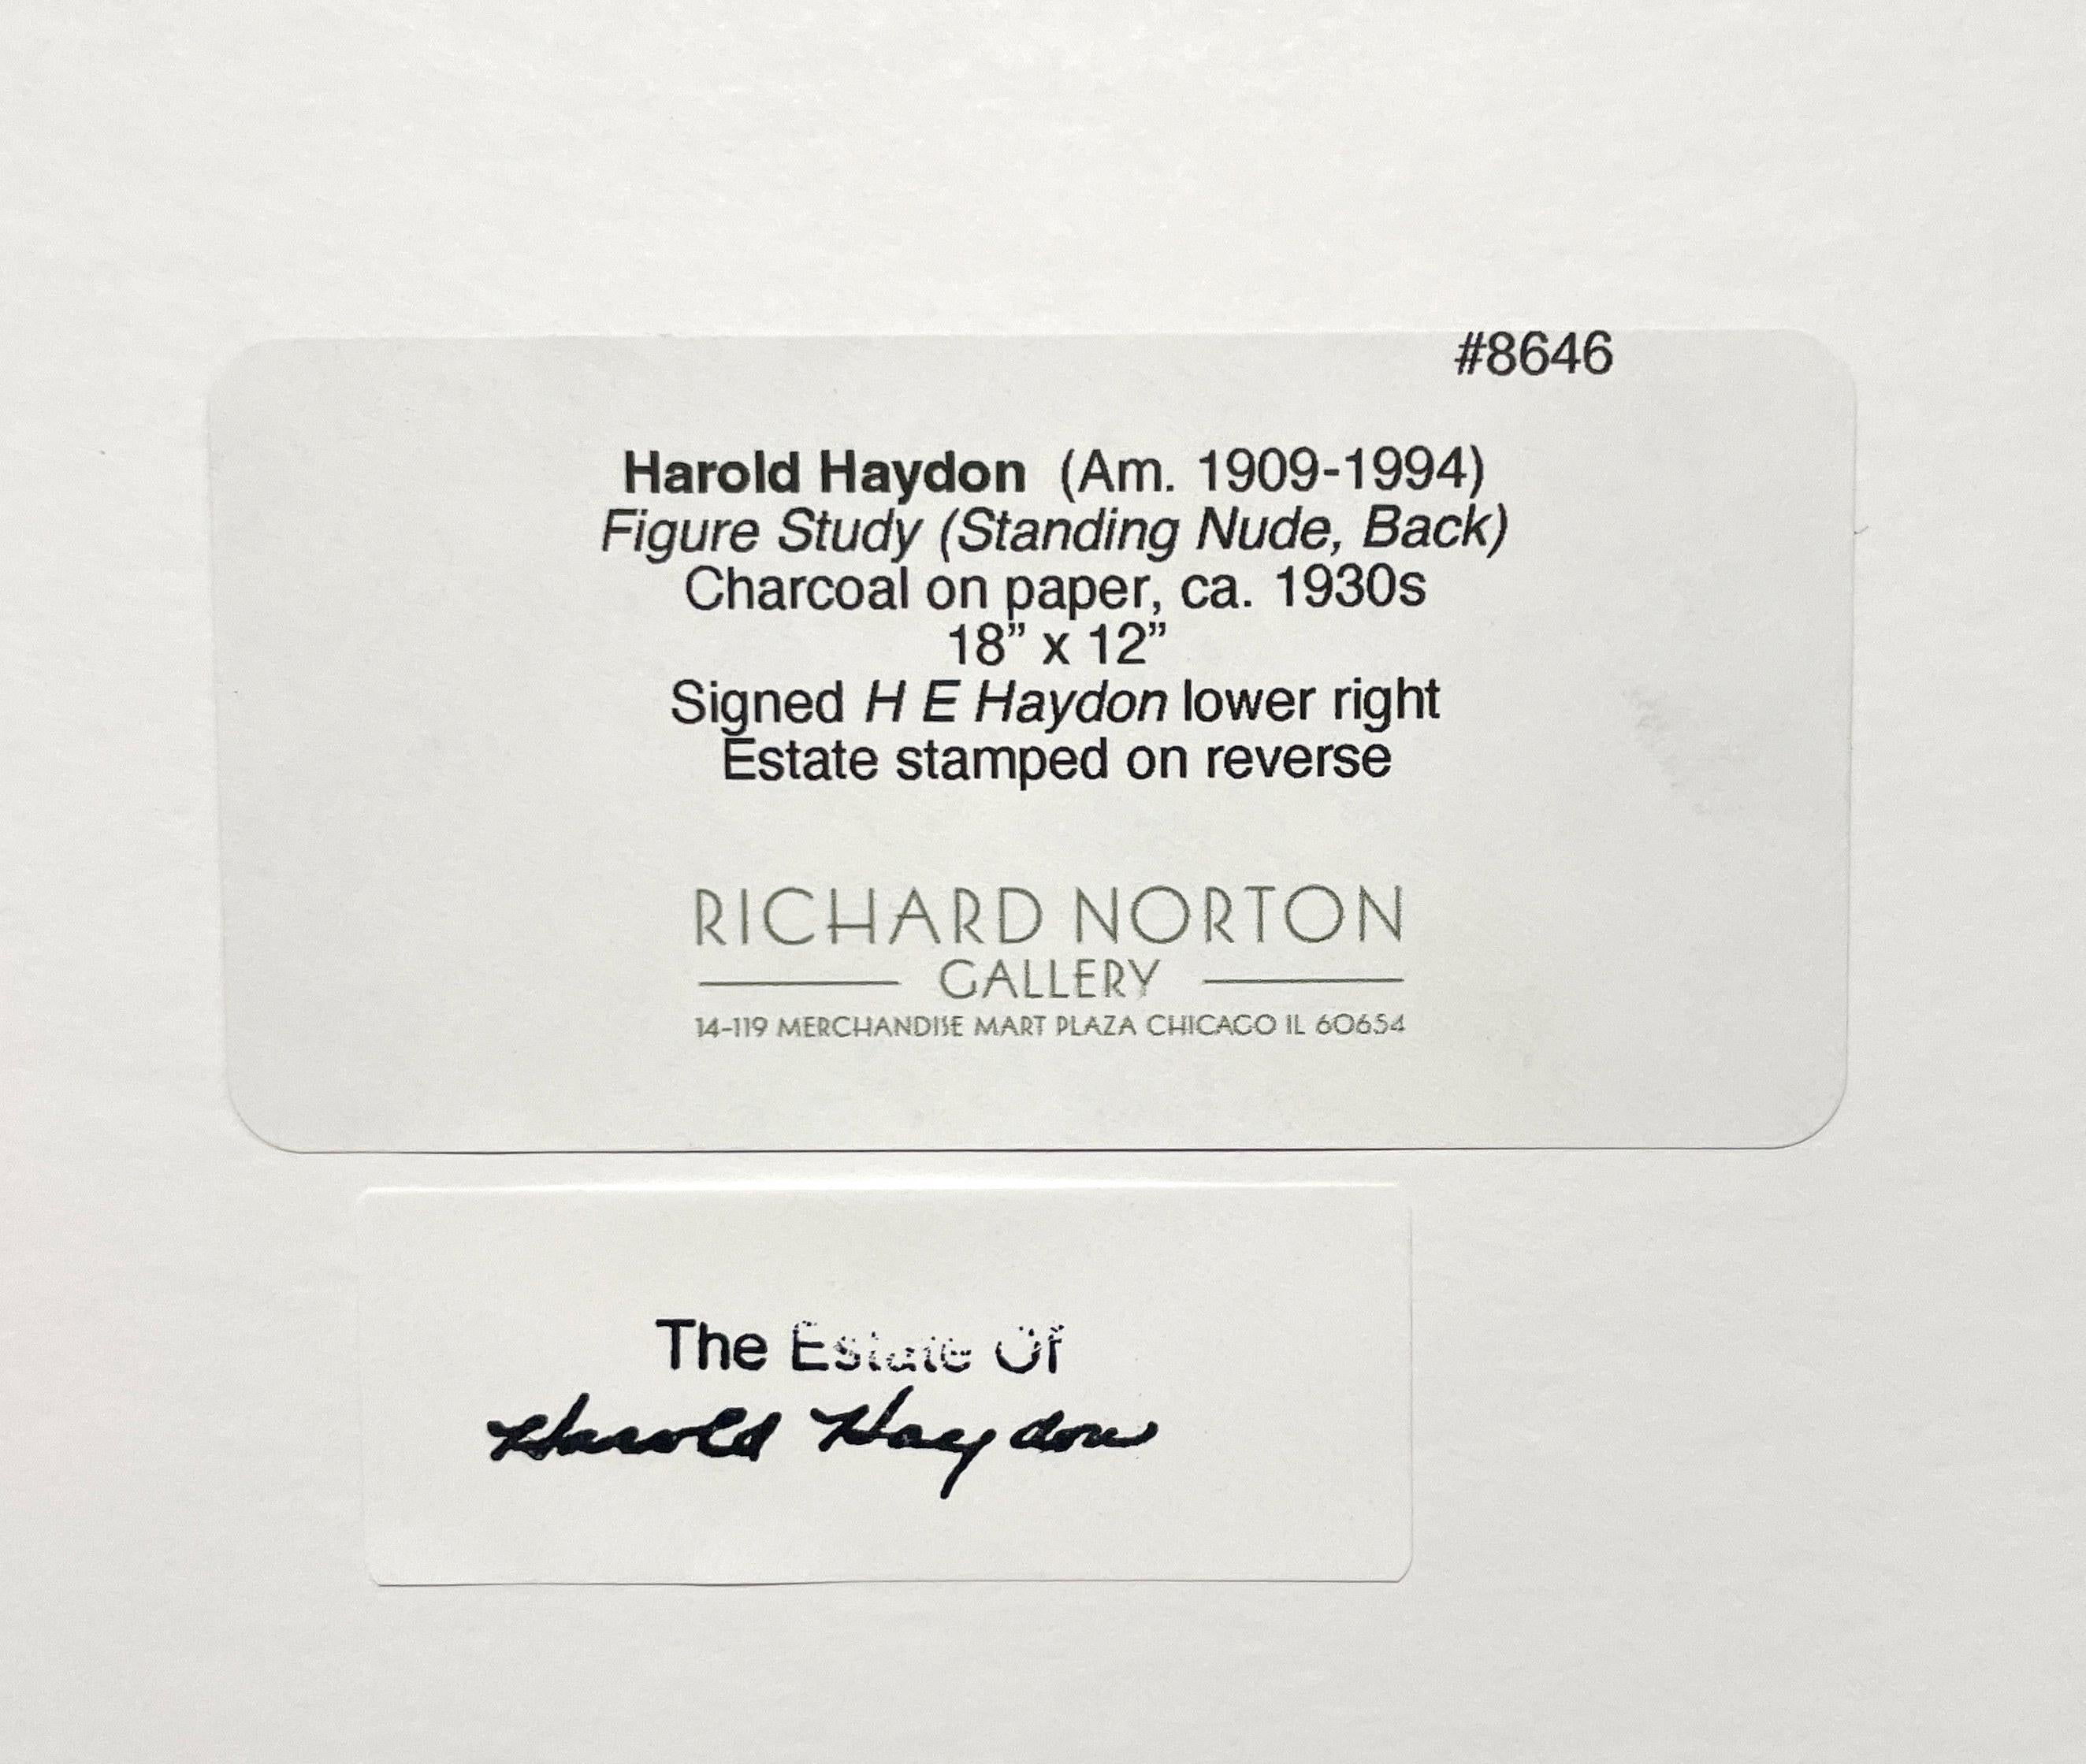 #8646
Harold Haydon (Am. 1909-1994)
Figure Study (Standing Nude, Back)
Charcoal on paper, ca. 1930s
18” x 12”
Signed H E Haydon lower right
Estate stamped on reverse
RICHARD NORTON
GALLERY
14-119 MERCHANDISE MART PLAZA CHICAGO IL 60654
The Estate Of
Harold Haydon